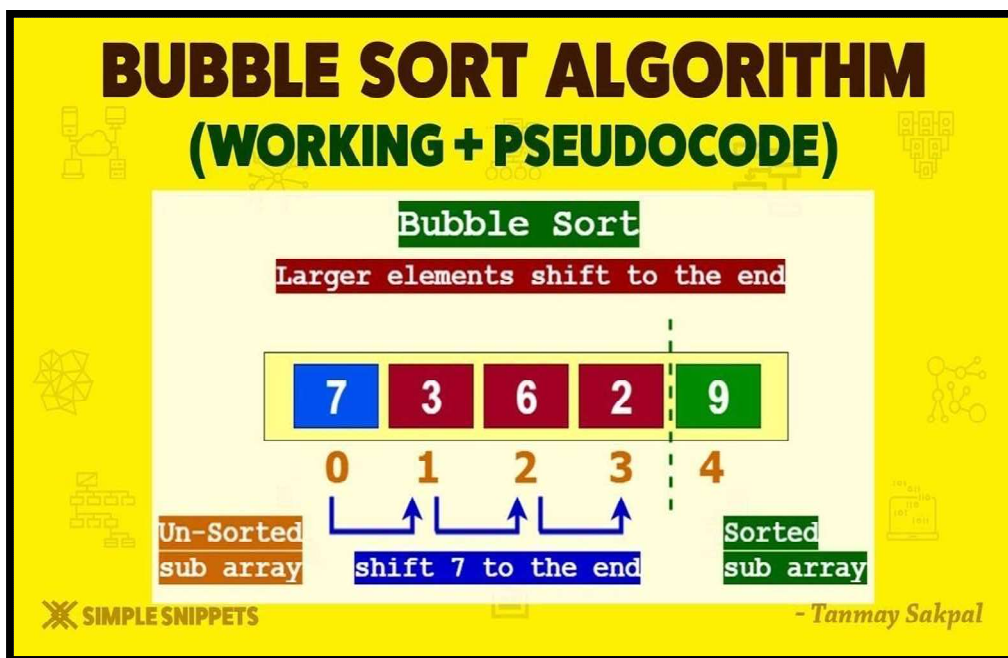 BUBBLE SORT ALGORITHM
(WORKING + PSEUDOCODE)
Bubble Sort
Larger elements shift to the end
7 3 6 2 9
0 1 2 3 4
Un-Sorted
sub array
shift 7 to the end
Sorted
sub array
SIMPLE SNIPPETS
- Tanmay Sakpal